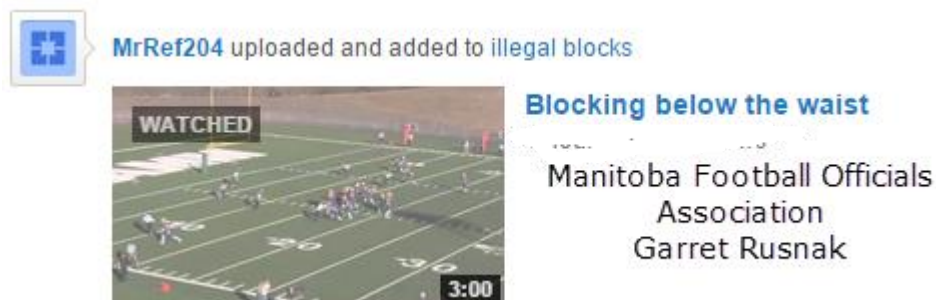 MrRef204 uploaded and added to illegal blocks
WATCHED
Blocking below the waist
Manitoba Football Officials
Association
Garret Rusnak
20
3:00